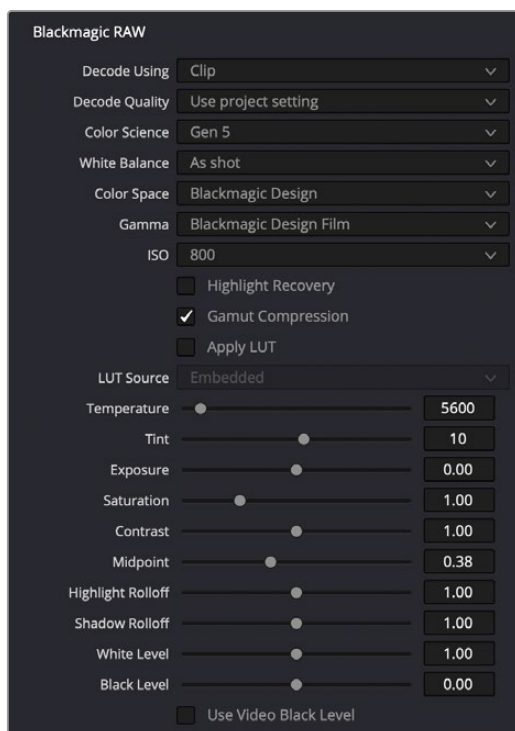 Blackmagic RAW
Decode Using Clip
Decode Quality Use project setting
Color Science Gen 5
White Balance As shot
Color Space Blackmagic Design
Gamma Blackmagic Design Film
ISO 800
Highlight Recovery
Gamut Compression
Apply LUT
LUT Source Embedded
Temperature 5600
Tint 10
Exposure 0.00
Saturation 1.00
Contrast 1.00
Midpoint 0.38
Highlight Rolloff 1.00
Shadow Rolloff 1.00
White Level 1.00
Black Level 0.00
Use Video Black Level